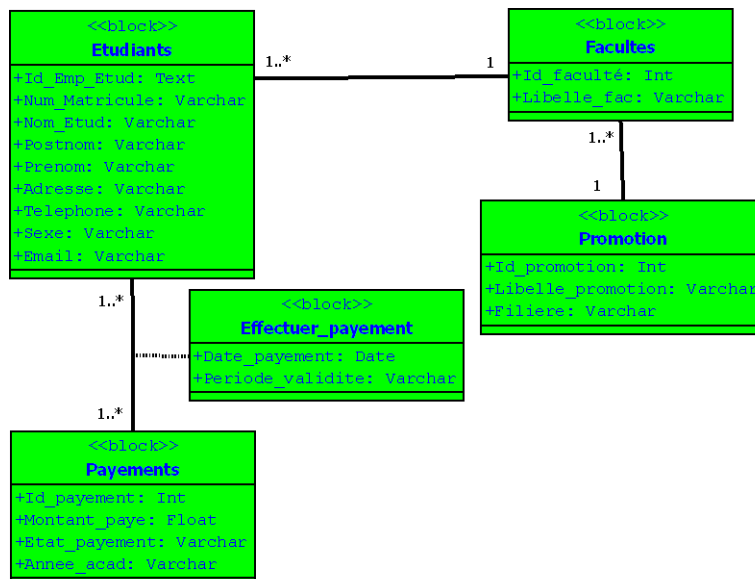 <<block>>
Etudiants
+Id_Emp_Etud: Text
+Num_Matricule: Varchar
+Nom_Etud: Varchar
+Postnom: Varchar
+Prenom: Varchar
+Adresse: Varchar
+Telephone: Varchar
+Sexe: Varchar
+Email: Varchar
1..*
1
<<block>>
Facultes
+Id_faculté: Int
+Libelle_fac: Varchar
1..*
1
<<block>>
Promotion
+Id_promotion: Int
+Libelle_promotion: Varchar
+Filiere: Varchar
1..*
<<block>>
Effectuer_payement
+Date_payement: Date
+Periode_validite: Varchar
1..*
<<block>>
Payements
+Id_payement: Int
+Montant_paye: Float
+Etat_payement: Varchar
+Annee_acad: Varchar